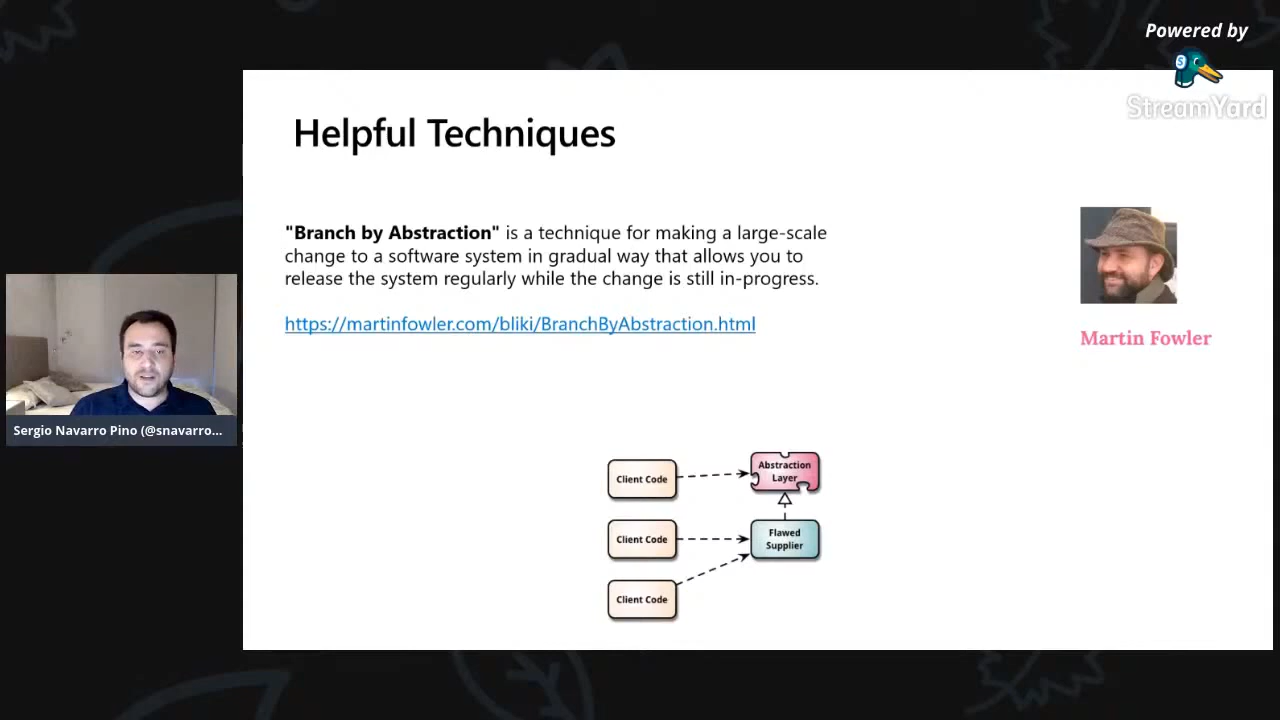 Powered by
StreamYard
Helpful Techniques
"Branch by Abstraction" is a technique for making a large-scale
change to a software system in gradual way that allows you to
release the system regularly while the change is still in-progress.
https://martinfowler.com/bliki/BranchByAbstraction.html
Martin Fowler
Sergio Navarro Pino (@snavarro...
Client Code
Abstraction
Layer
Client Code
Flawed
Supplier
Client Code